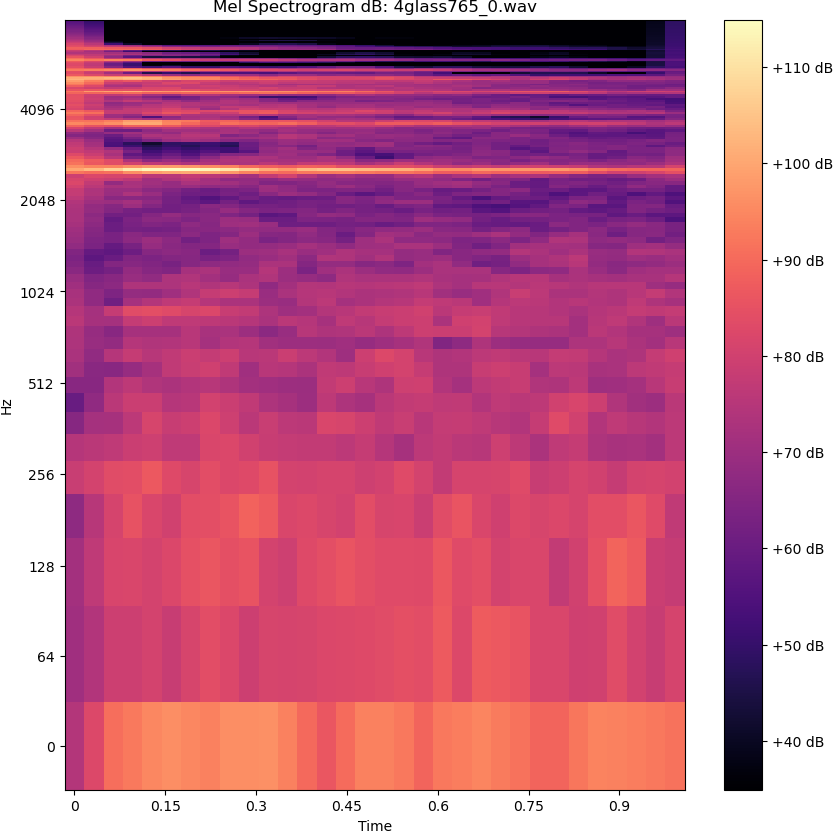 Mel Spectrogram dB: 4glass765_0.wav
4096
2048
1024
512
256
128
64
0
Hz
0
0.15
0.3
0.45
0.6
0.75
0.9
Time
+110 dB
+100 dB
+90 dB
+80 dB
+70 dB
+60 dB
+50 dB
+40 dB